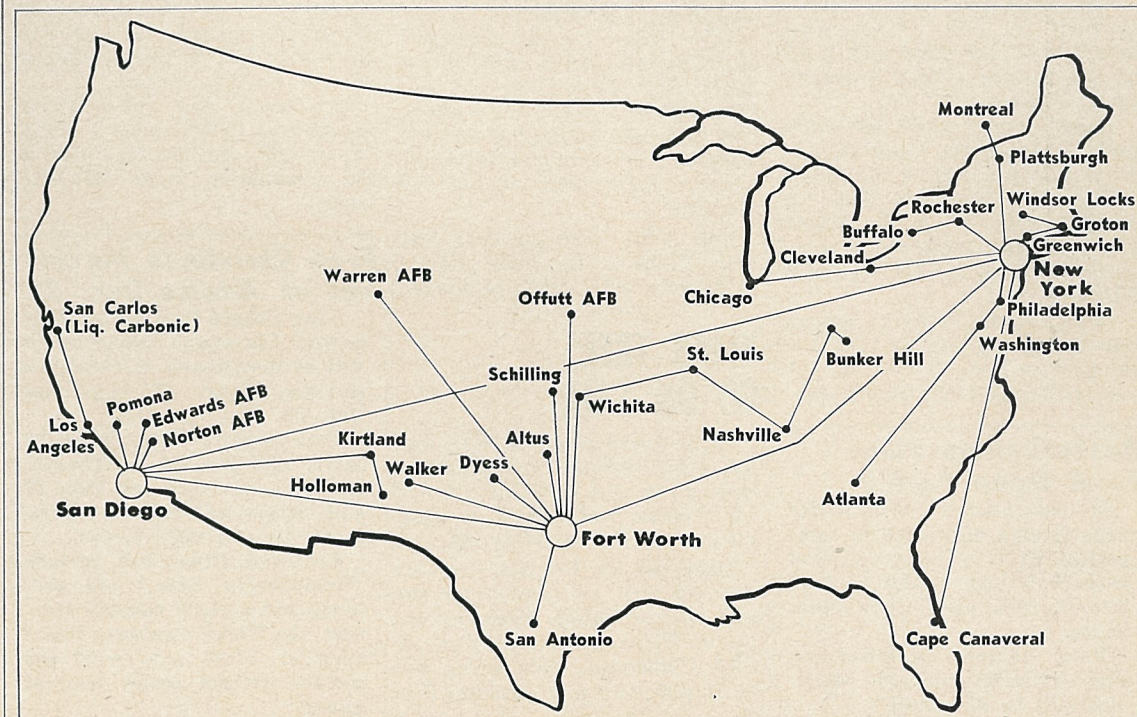 Montreal
Plattsburgh
Windsor Locks
Rochester
Groton
Buffalo
Greenwich
Cleveland
New
York
Warren AFB
Offutt AFB
Chicago
San Carlos
(Liq. Carbonic)
Philadelphia
Washington
St. Louis
Bunker Hill
Schilling
Pomona
Edwards AFB
Norton AFB
Wichita
Los
Angeles
Kirtland
Altus
Nashville
Walker
Dyess
Holloman
Atlanta
San Diego
Fort Worth
San Antonio
Cape Canaveral